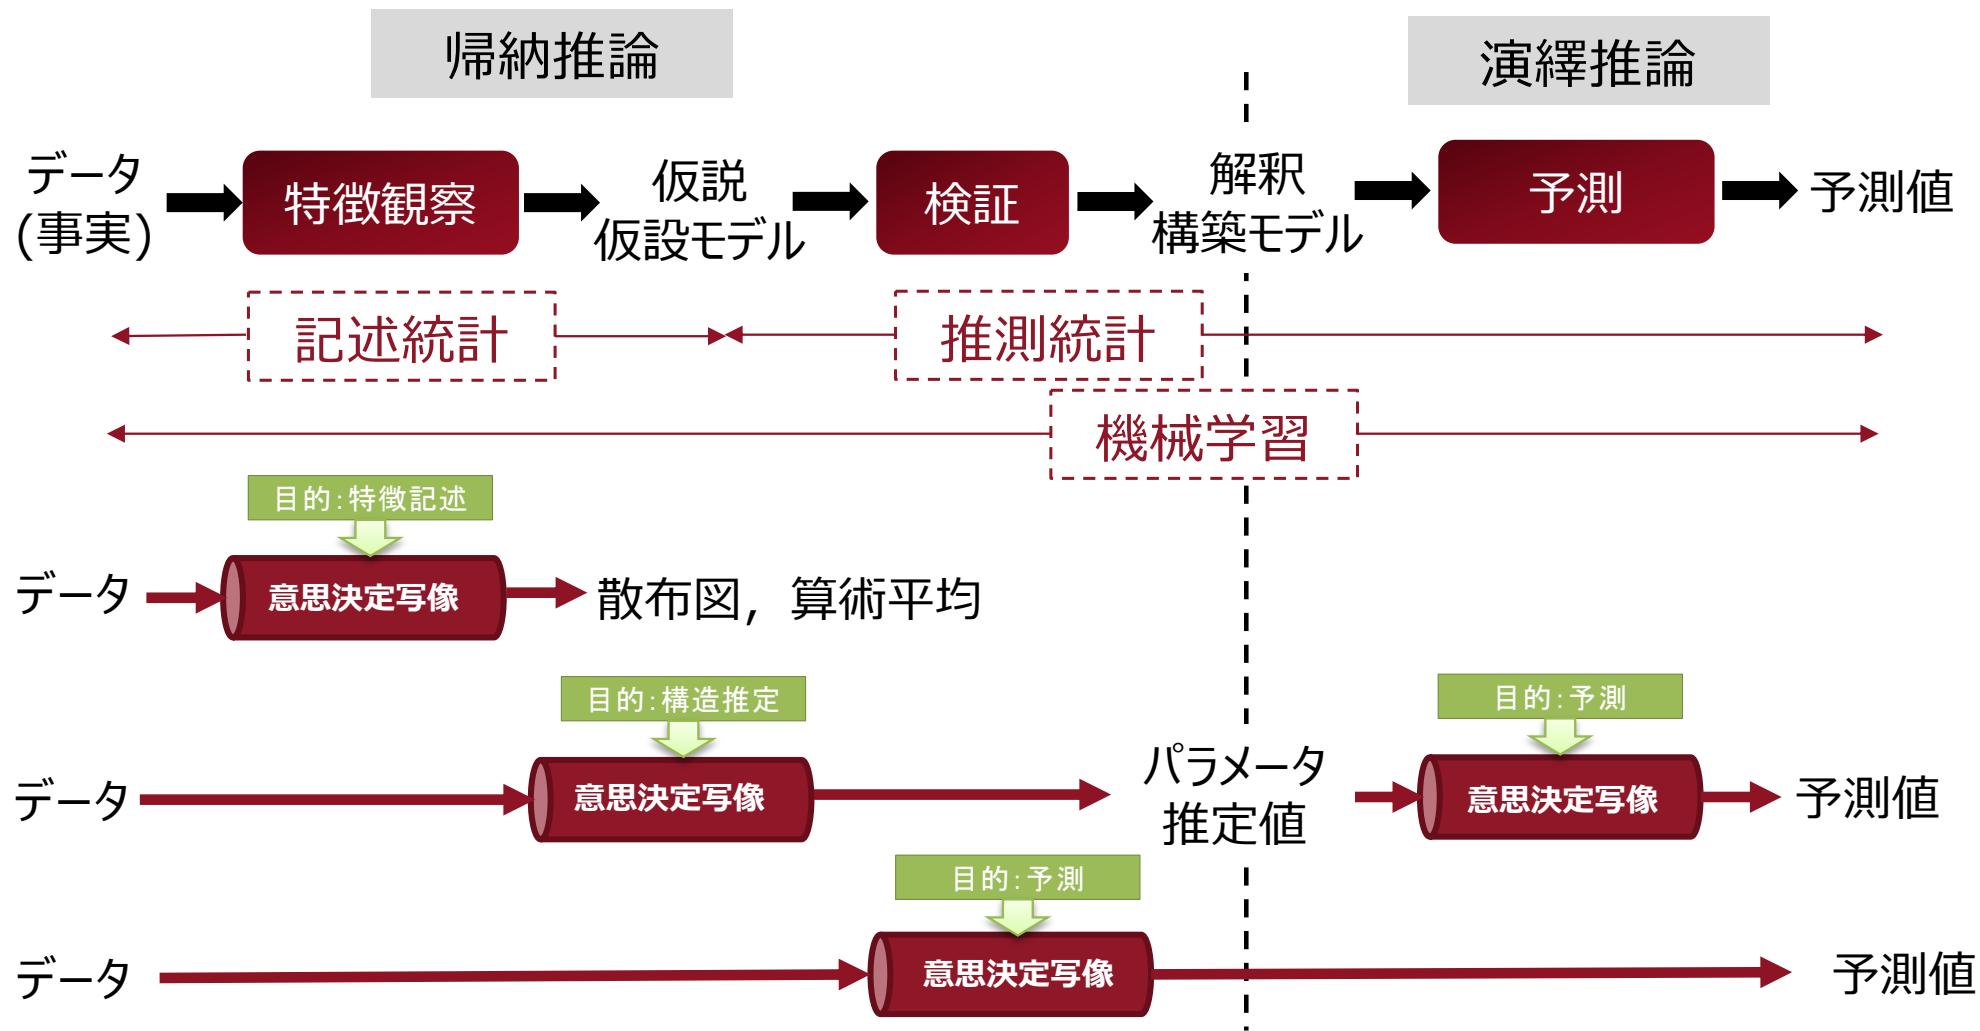 帰納推論
演繹推論
データ
(事実)
特徴観察
仮説
仮設モデル
検証
解釈
構築モデル
予測
予測値
記述統計
推測統計
機械学習
目的:特徴記述
データ
意思決定写像
散布図，算術平均
目的:構造推定
目的:予測
データ
意思決定写像
パラメータ
推定値
意思決定写像
予測値
目的:予測
データ
意思決定写像
予測値